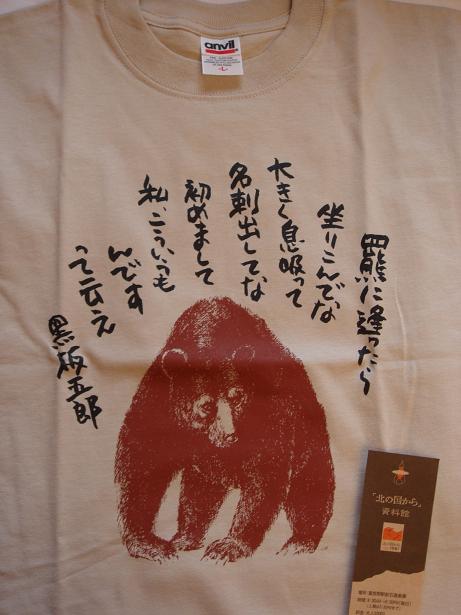 anvil
L
羆に逢ったら
坐りこんでな
大きく息吸って
名刺出してな
初めまして
私、こういうも
んです
って云え
黒板五郎
「北の国から」
資料館